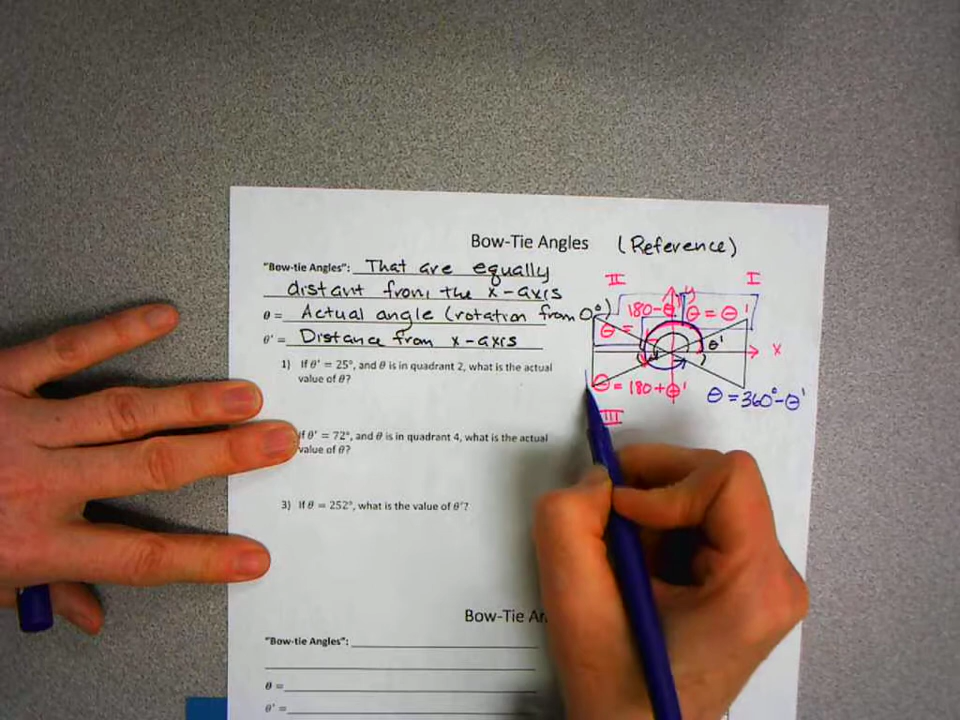 Bow-Tie Angles (Reference)
"Bow-tie Angles": That are equally
distant from the x-axis
θ = Actual angle (rotation from 0°)
θ' = Distance from x-axis
II I
180-θ' θ = θ'
θ =
θ'
x
θ = 180+θ' θ = 360°-θ'
III
1) If θ' = 25°, and θ is in quadrant 2, what is the actual
value of θ?
If θ' = 72°, and θ is in quadrant 4, what is the actual
value of θ?
3) If θ = 252°, what is the value of θ'?
Bow-Tie
"Bow-tie Angles":
θ =
θ' =